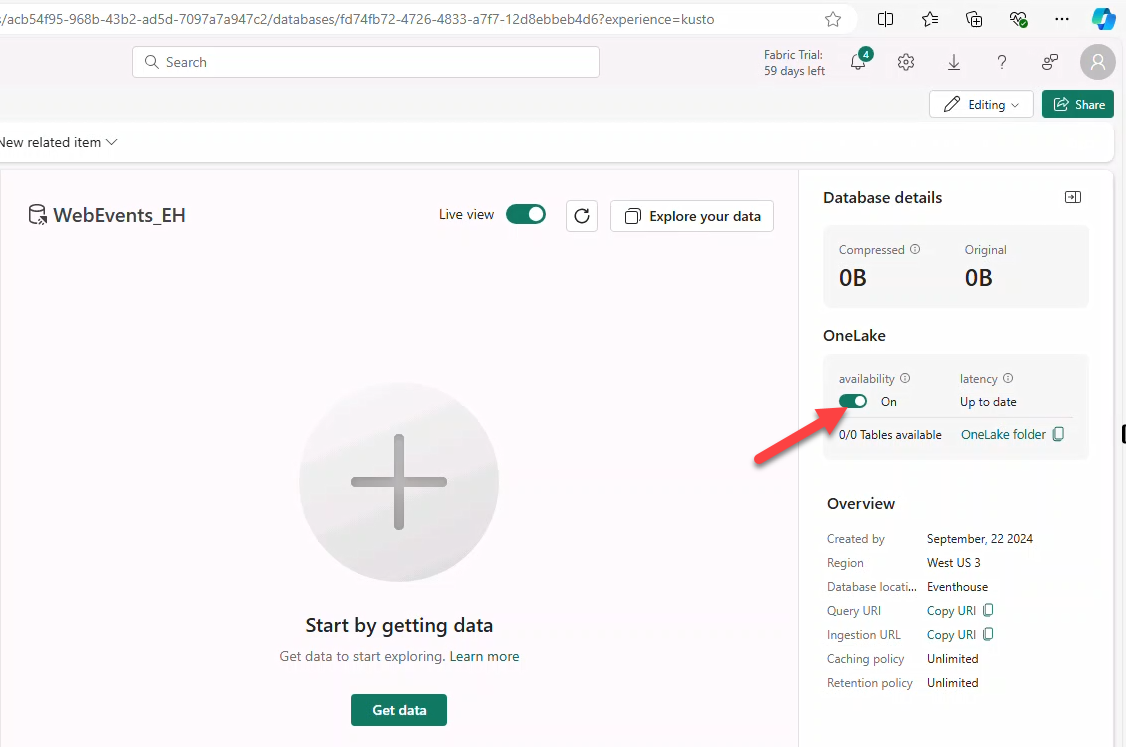 /acb54f95-968b-43b2-ad5d-7097a7a947c2/databases/fd74fb72-4726-4833-a7f7-12d8ebbeb4d6?experience=kusto
Search
Fabric Trial:
59 days left
4
Editing
Share
New related item
WebEvents_EH
Live view
Explore your data
Start by getting data
Get data to start exploring. Learn more
Get data
Database details
Compressed Original
0B 0B
OneLake
availability latency
On Up to date
0/0 Tables available OneLake folder
Overview
Created by September, 22 2024
Region West US 3
Database locati... Eventhouse
Query URI Copy URI
Ingestion URL Copy URI
Caching policy Unlimited
Retention policy Unlimited